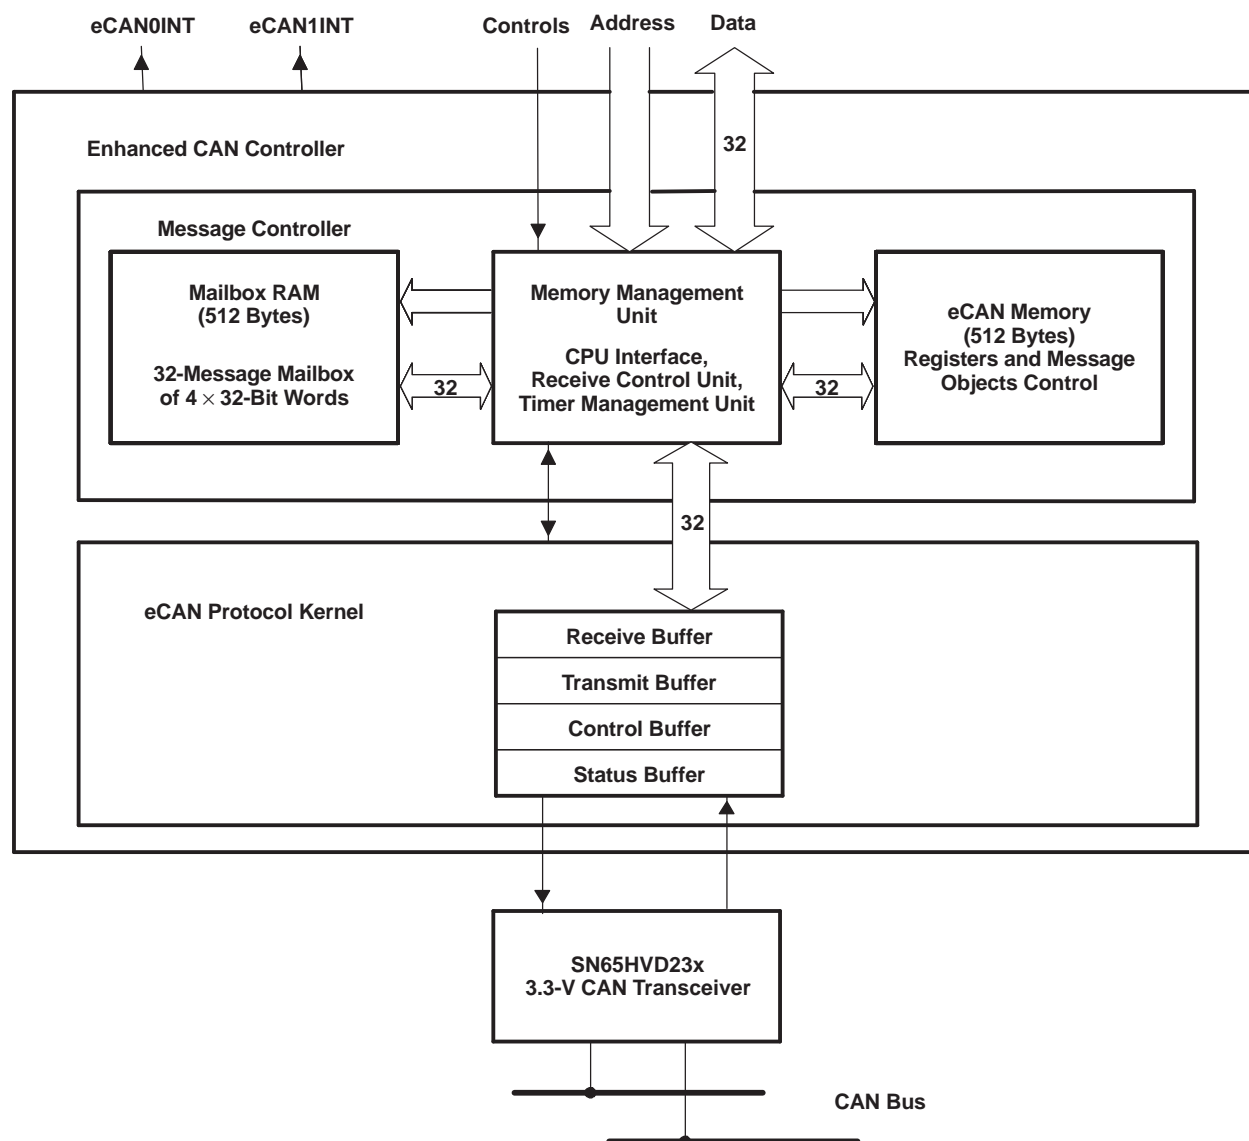 eCAN0INT
eCAN1INT
Controls
Address
Data
32
Enhanced CAN Controller
Message Controller
Mailbox RAM
(512 Bytes)
32-Message Mailbox
of 4 × 32-Bit Words
32
Memory Management
Unit
CPU Interface,
Receive Control Unit,
Timer Management Unit
32
eCAN Memory
(512 Bytes)
Registers and Message
Objects Control
32
eCAN Protocol Kernel
Receive Buffer
Transmit Buffer
Control Buffer
Status Buffer
SN65HVD23x
3.3-V CAN Transceiver
CAN Bus